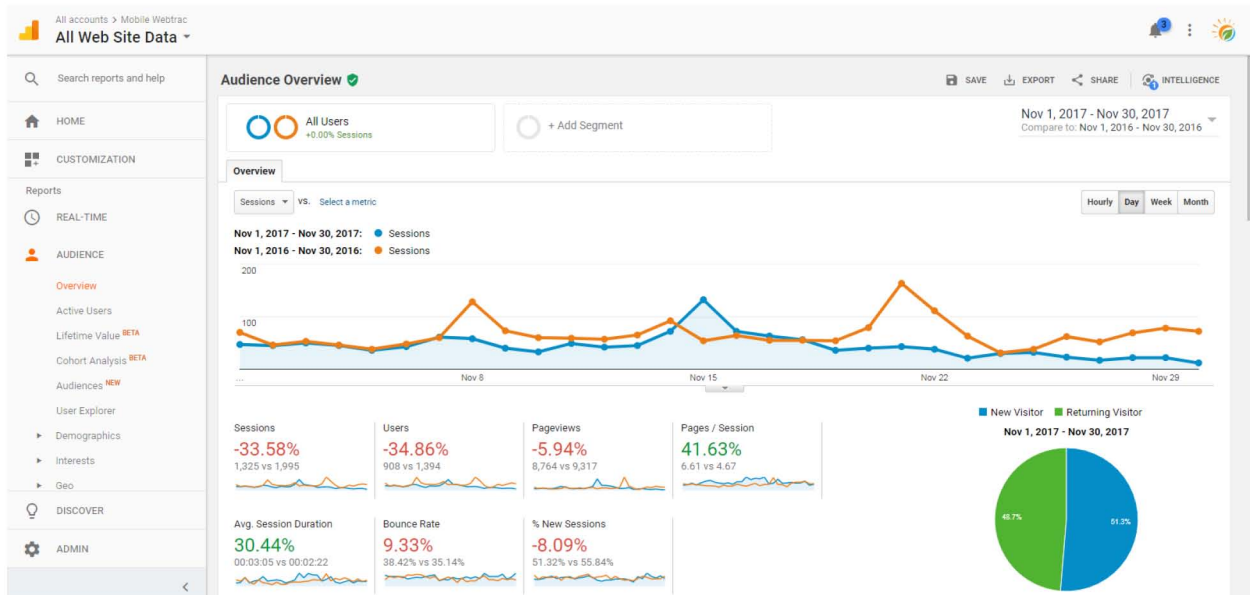 All accounts > Mobile Webtrac
All Web Site Data
3
Search reports and help
HOME
CUSTOMIZATION
Reports
REAL-TIME
AUDIENCE
Overview
Active Users
Lifetime Value BETA
Cohort Analysis BETA
Audiences NEW
User Explorer
Demographics
Interests
Geo
DISCOVER
ADMIN
Audience Overview
SAVE
EXPORT
SHARE
1
INTELLIGENCE
All Users
+0.00% Sessions
+ Add Segment
Nov 1, 2017 - Nov 30, 2017
Compare to: Nov 1, 2016 - Nov 30, 2016
Overview
Sessions VS. Select a metric
Hourly Day Week Month
Nov 1, 2017 - Nov 30, 2017: Sessions
Nov 1, 2016 - Nov 30, 2016: Sessions
200
100
... Nov 8 Nov 15 Nov 22 Nov 29
Sessions
-33.58%
1,325 vs 1,995
Users
-34.86%
908 vs 1,394
Pageviews
-5.94%
8,764 vs 9,317
Pages / Session
41.63%
6.61 vs 4.67
Avg. Session Duration
30.44%
00:03:05 vs 00:02:22
Bounce Rate
9.33%
38.42% vs 35.14%
% New Sessions
-8.09%
51.32% vs 55.84%
New Visitor Returning Visitor
Nov 1, 2017 - Nov 30, 2017
48.7%
51.3%